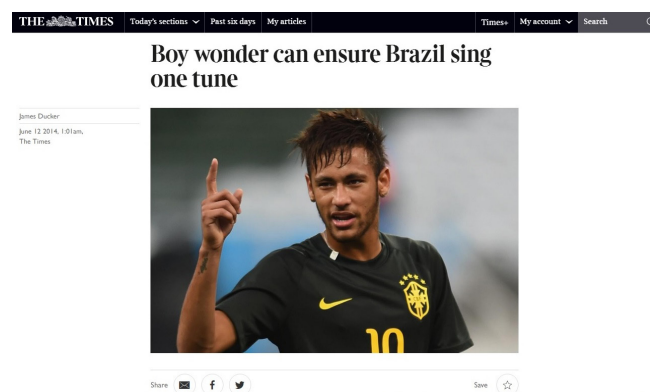 THE TIMES Today's sections Past six days My articles Times+ My account Search
Boy wonder can ensure Brazil sing
one tune
James Ducker
June 12 2014, 1:01am,
The Times
10
Share Save